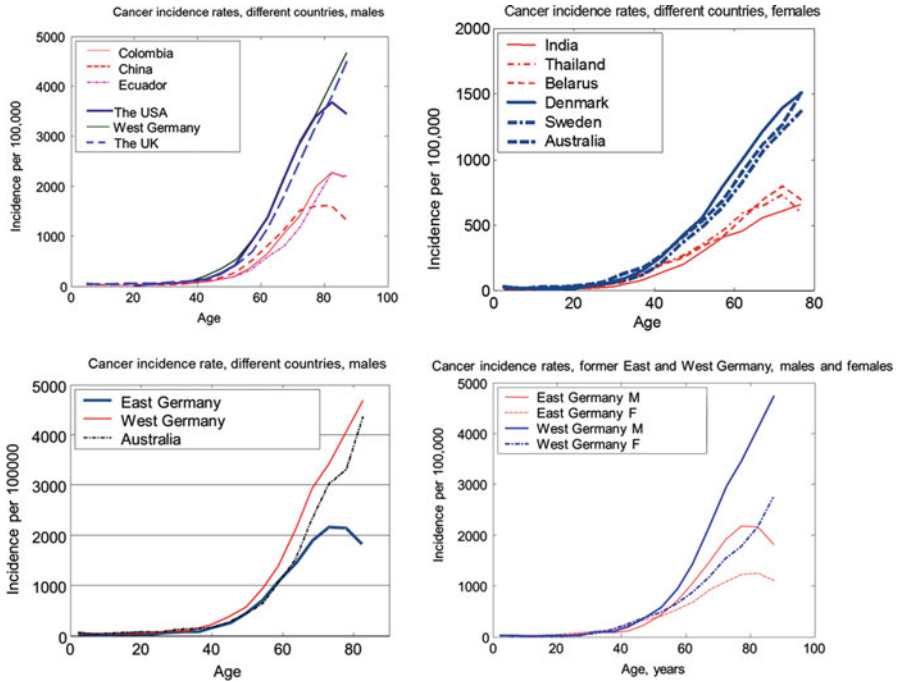 Cancer incidence rates, different countries, males
5000
4000
3000
2000
1000
0
Incidence per 100,000
Colombia
China
Ecuador
The USA
West Germany
The UK
0 20 40 60 80 100
Age
Cancer incidence rates, different countries, females
2000
1500
1000
500
0
Incidence per 100,000
India
Thailand
Belarus
Denmark
Sweden
Australia
0 20 40 60 80
Age
Cancer incidence rate, different countries, males
5000
4000
3000
2000
1000
0
Incidence per 100000
East Germany
West Germany
Australia
0 20 40 60 80
Age
Cancer incidence rates, former East and West Germany, males and females
5000
4000
3000
2000
1000
0
Incidence per 100,000
East Germany M
East Germany F
West Germany M
West Germany F
0 20 40 60 80 100
Age, years